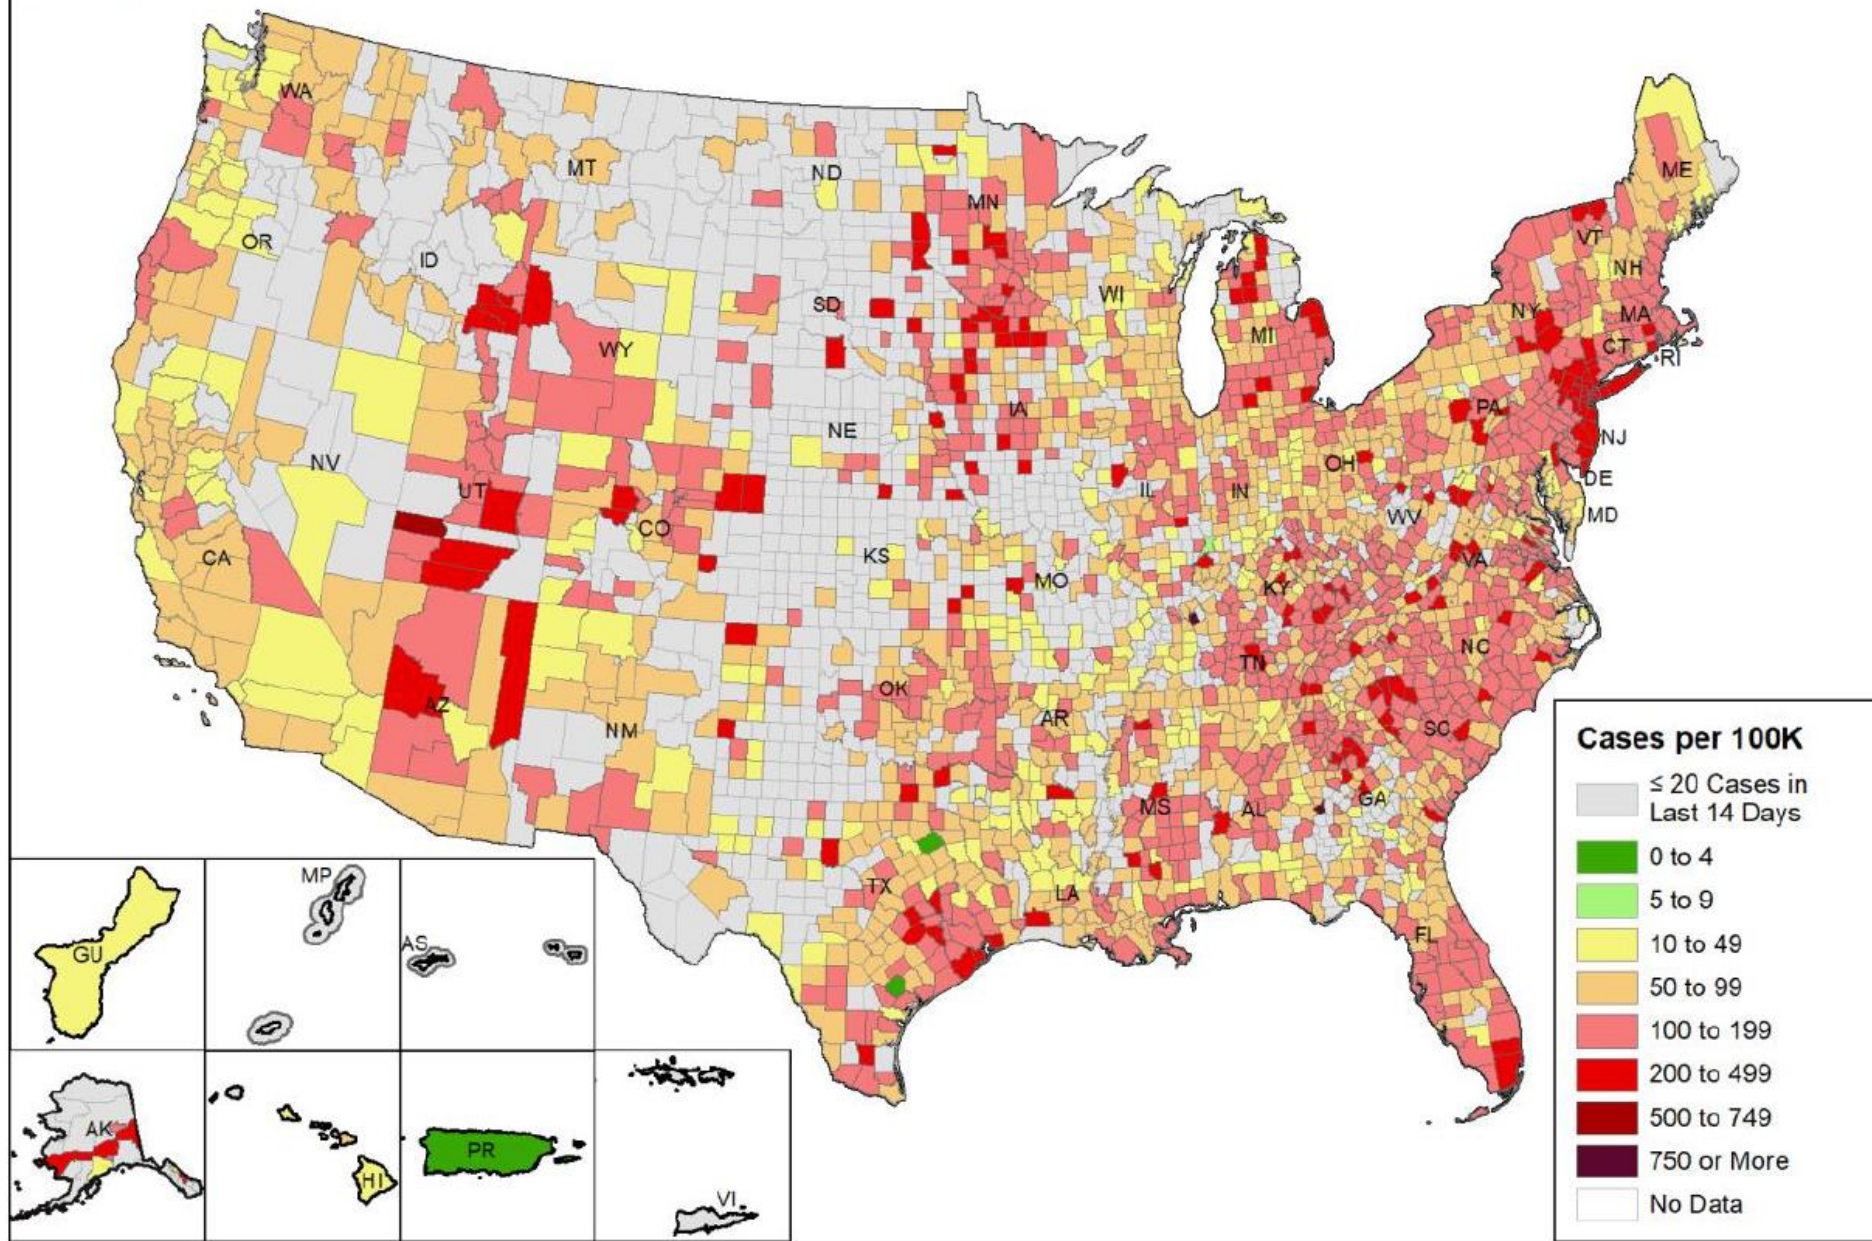 WA
MT
ND
MN
ME
OR
ID
SD
WI
VT
NH
NY
MA
MI
CT
RI
WY
IA
PA
NE
NJ
NV
OH
UT
IL
IN
DE
MD
WV
CO
CA
KS
MO
VA
KY
NC
TN
OK
AZ
AR
NM
SC
MS
AL
GA
TX
LA
FL
GU
MP
AS
AK
HI
PR
VI
Cases per 100K
≤ 20 Cases in
Last 14 Days
0 to 4
5 to 9
10 to 49
50 to 99
100 to 199
200 to 499
500 to 749
750 or More
No Data